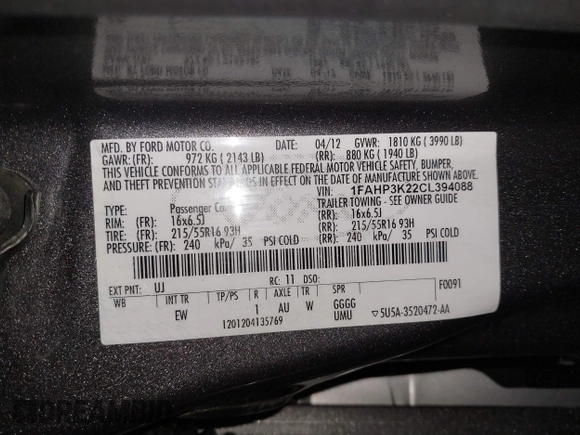 MFD. BY FORD MOTOR CO. DATE: 04/12 GVWR: 1810 KG ( 3990 LB)
GAWR: (FR): 972 KG ( 2143 LB) (RR): 880 KG ( 1940 LB)
THIS VEHICLE CONFORMS TO ALL APPLICABLE FEDERAL MOTOR VEHICLE SAFETY, BUMPER,
AND THEFT PREVENTION STANDARDS IN EFFECT ON THE DATE OF MANUFACTURE SHOWN ABOVE.
VIN: 1FAHP3K22CL394088
TYPE: Passenger Car TRAILER TOWING - SEE OWNER GUIDE
RIM: (FR): 16x6.5J (RR): 16x6.5J
TIRE: (FR): 215/55R16 93H (RR): 215/55R16 93H
PRESSURE: (FR): 240 kPa/ 35 PSI COLD (RR): 240 kPa/ 35 PSI COLD
EXT PNT: UJ RC: 11 DSO: F0091
WB INT TR TP/PS R AXLE TR SPR
EW 1 AU W GGGG
1201204135769 UMU ▽5U5A-3520472-AA